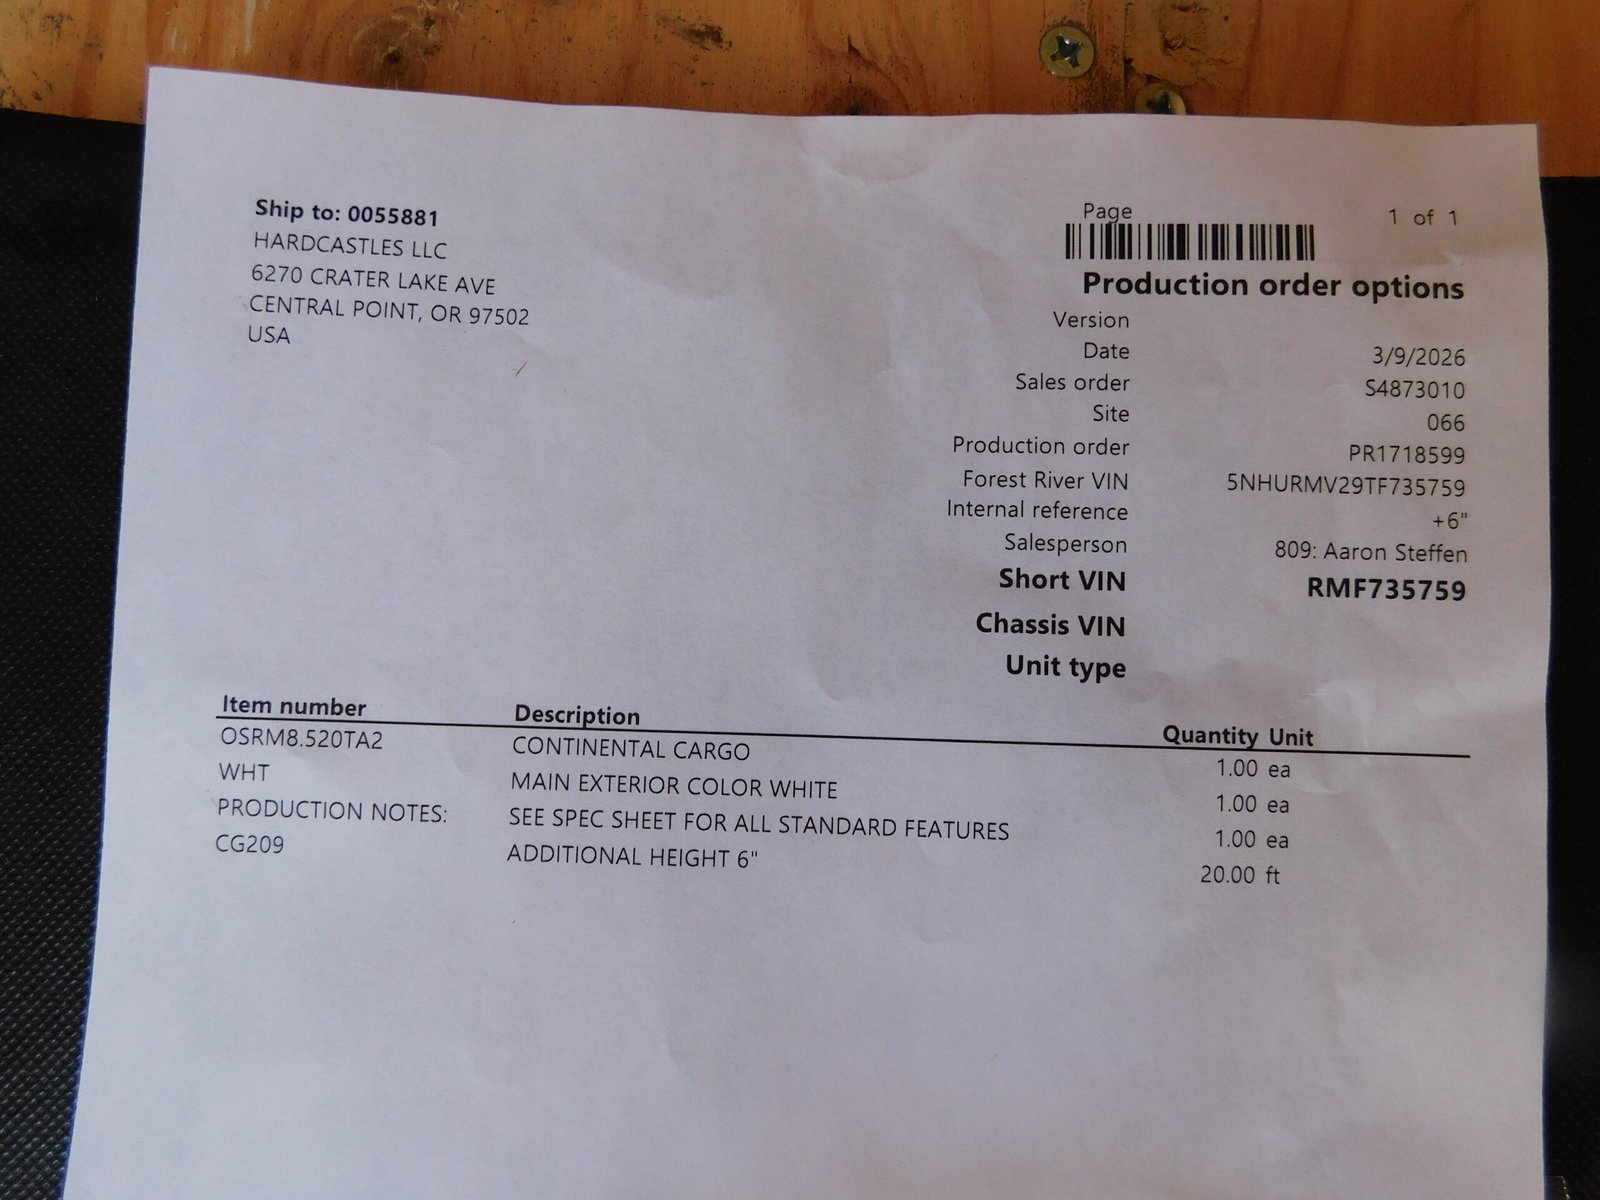 Ship to: 0055881
HARDCASTLES LLC
6270 CRATER LAKE AVE
CENTRAL POINT, OR 97502
USA
Page 1 of 1
Production order options
Version
Date 3/9/2026
Sales order S4873010
Site 066
Production order PR1718599
Forest River VIN 5NHURMV29TF735759
Internal reference +6"
Salesperson 809: Aaron Steffen
Short VIN RMF735759
Chassis VIN
Unit type
Item number Description Quantity Unit
OSRM8.520TA2 CONTINENTAL CARGO 1.00 ea
WHT MAIN EXTERIOR COLOR WHITE 1.00 ea
PRODUCTION NOTES: SEE SPEC SHEET FOR ALL STANDARD FEATURES 1.00 ea
CG209 ADDITIONAL HEIGHT 6" 20.00 ft